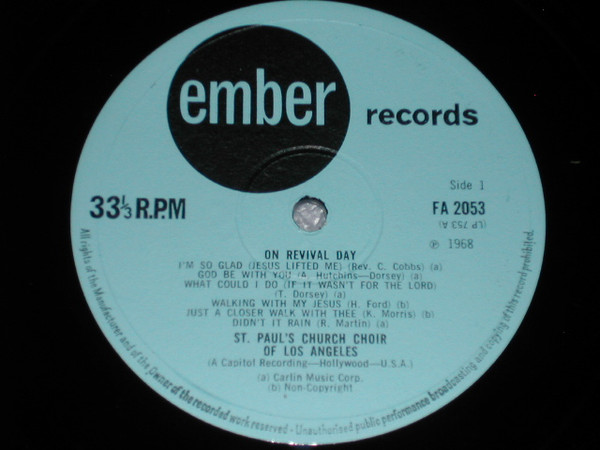 ember records
Side 1
33⅓ R.P.M
FA 2053
(LP 753 A)
℗ 1968
ON REVIVAL DAY
I'M SO GLAD (JESUS LIFTED ME) (Rev. C. Cobbs) (a)
GOD BE WITH YOU (A. Hutchins—Dorsey) (a)
WHAT COULD I DO (IF IT WASN'T FOR THE LORD)
(T. Dorsey) (a)
WALKING WITH MY JESUS (H. Ford) (b)
JUST A CLOSER WALK WITH THEE (K. Morris) (b)
DIDN'T IT RAIN (R. Martin) (a)
ST. PAUL'S CHURCH CHOIR
OF LOS ANGELES
(A Capitol Recording—Hollywood—U.S.A.)
(a) Carlin Music Corp.
(b) Non-Copyright
All rights of the Manufacturer and of the Owner of the recorded work reserved - Unauthorised public performance broadcasting and copying of this record prohibited.